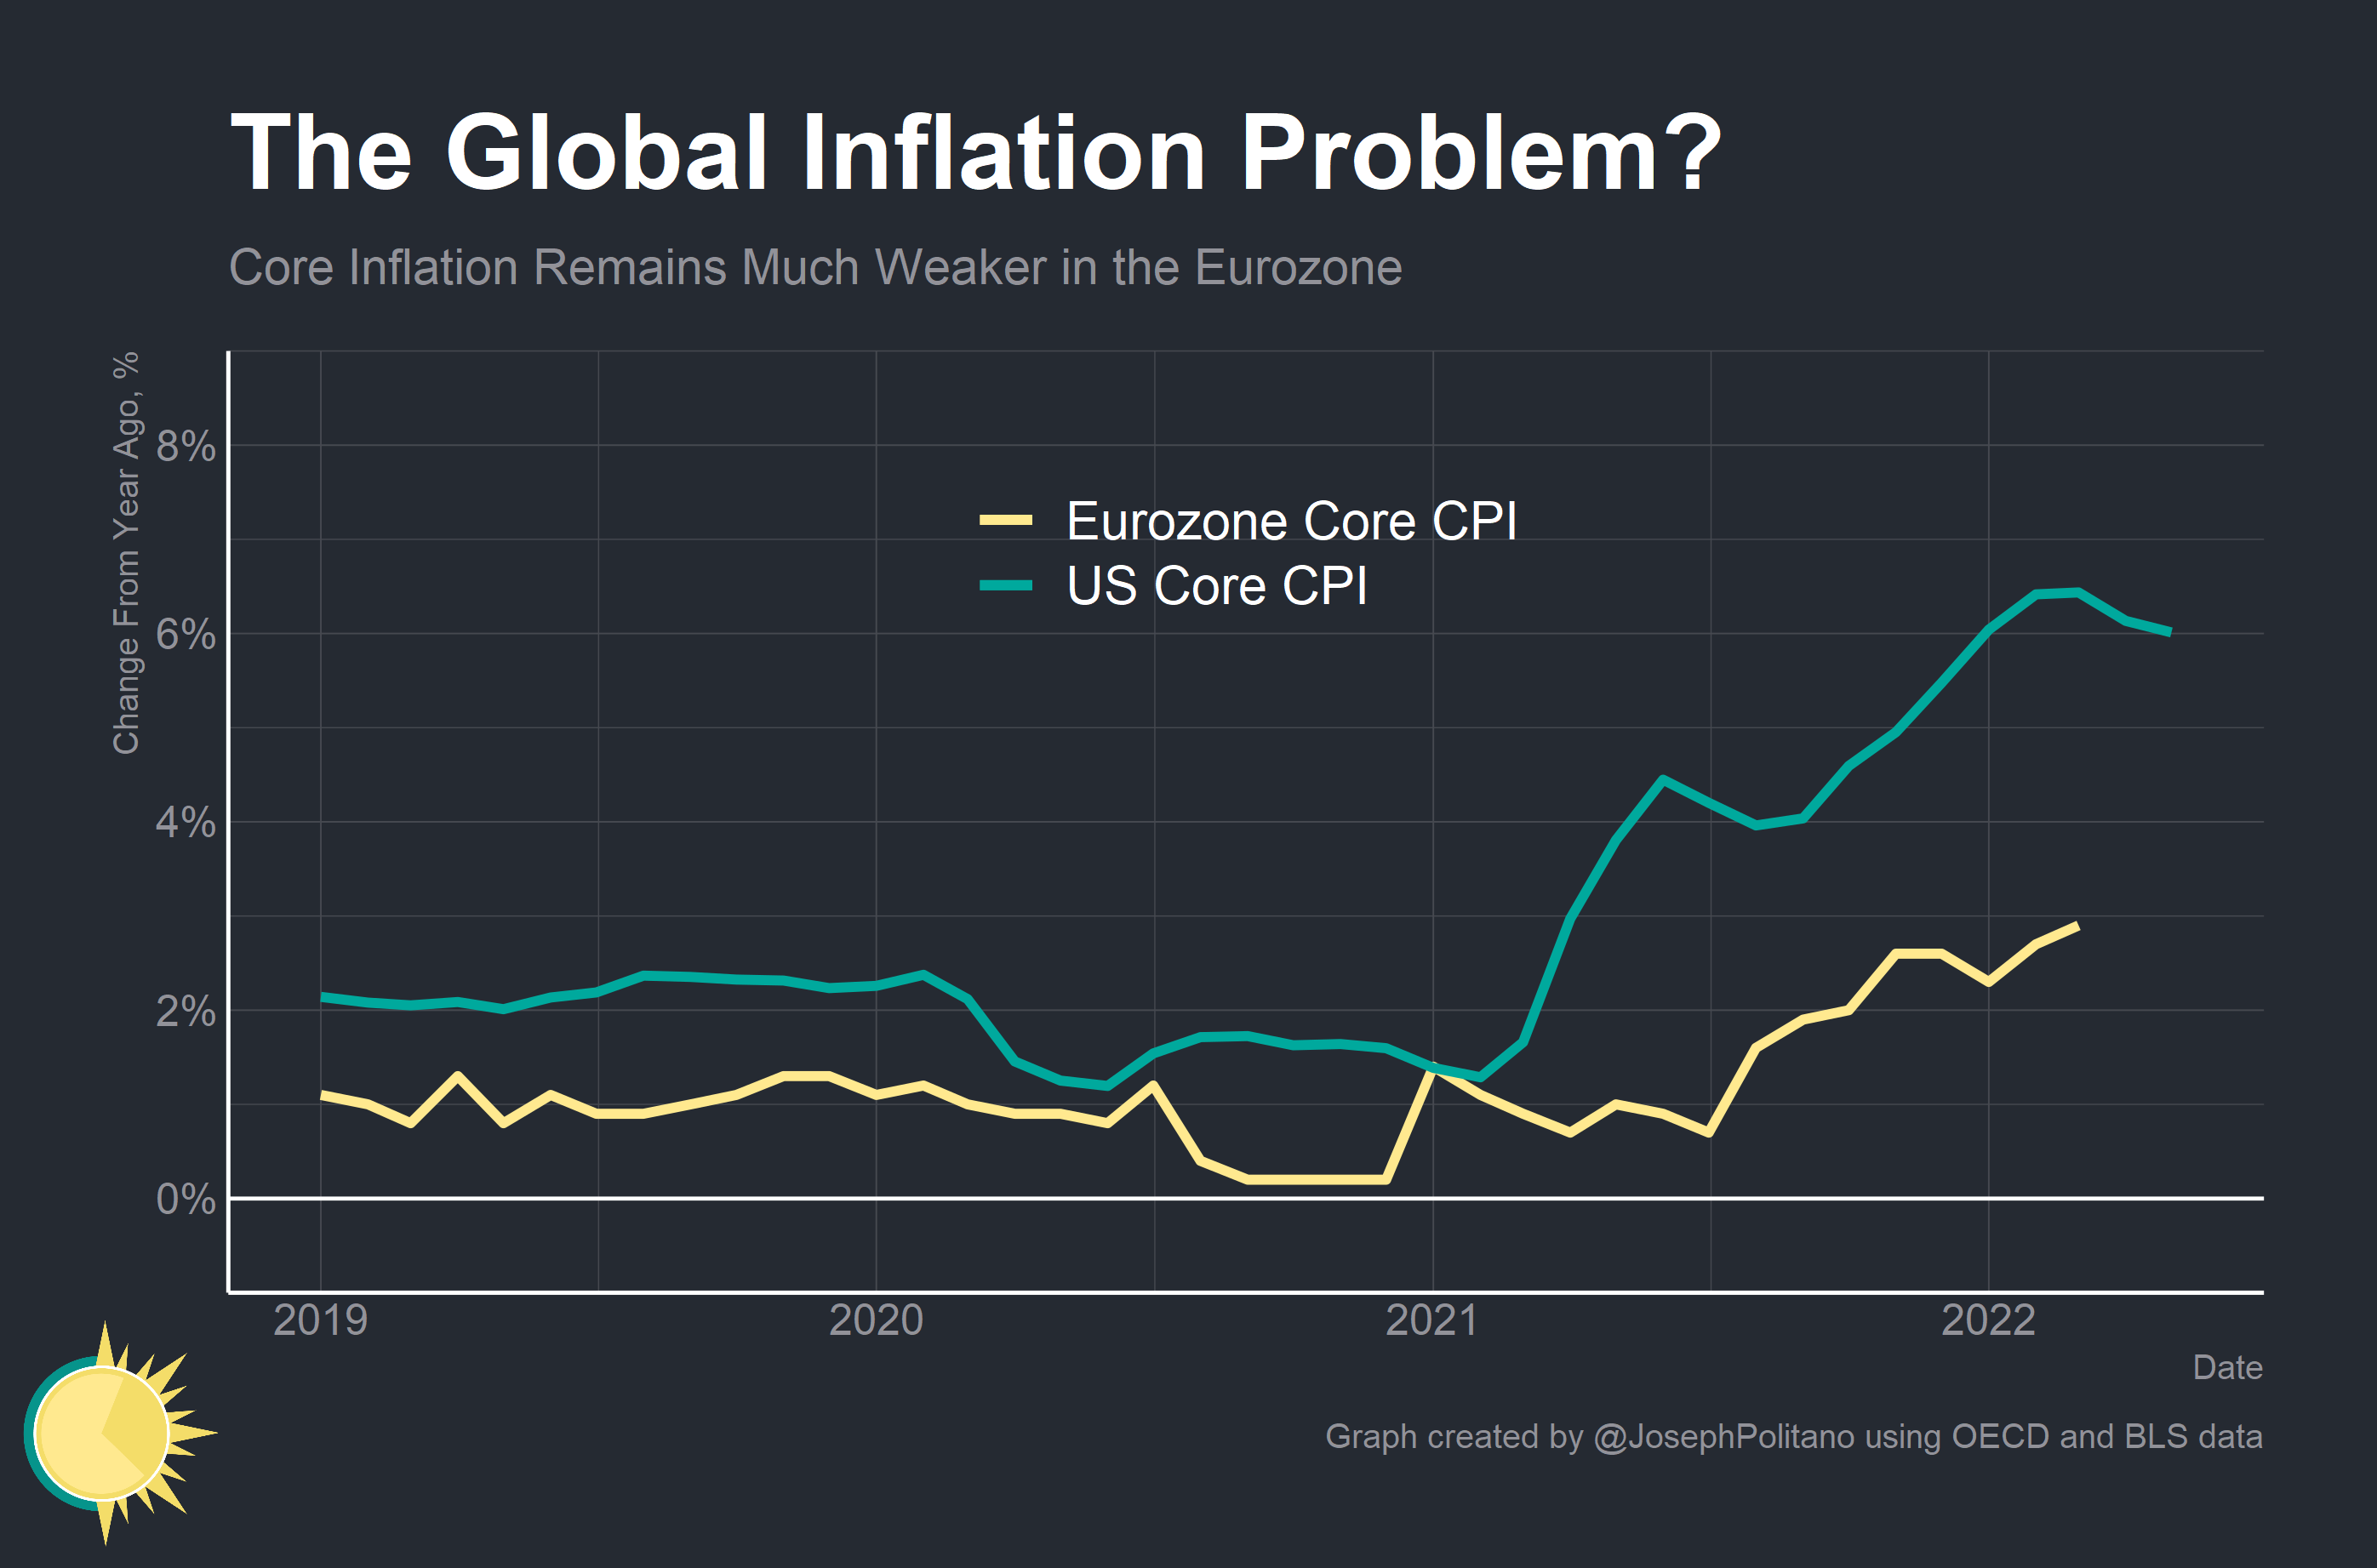 The Global Inflation Problem?
Core Inflation Remains Much Weaker in the Eurozone
Change From Year Ago, %
8%
6%
4%
2%
0%
Eurozone Core CPI
US Core CPI
2019 2020 2021 2022
Date
Graph created by @JosephPolitano using OECD and BLS data